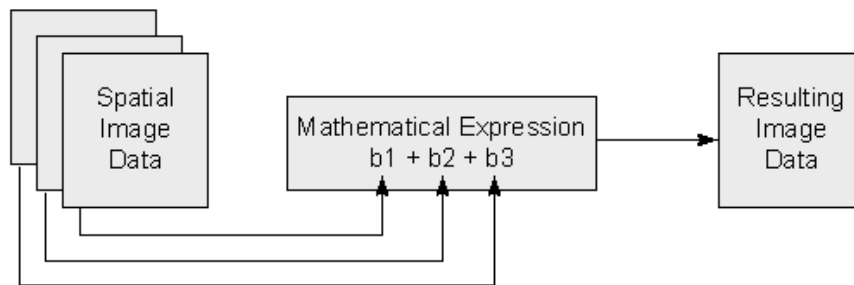 Spatial
Image
Data
Mathematical Expression
b1 + b2 + b3
Resulting
Image
Data